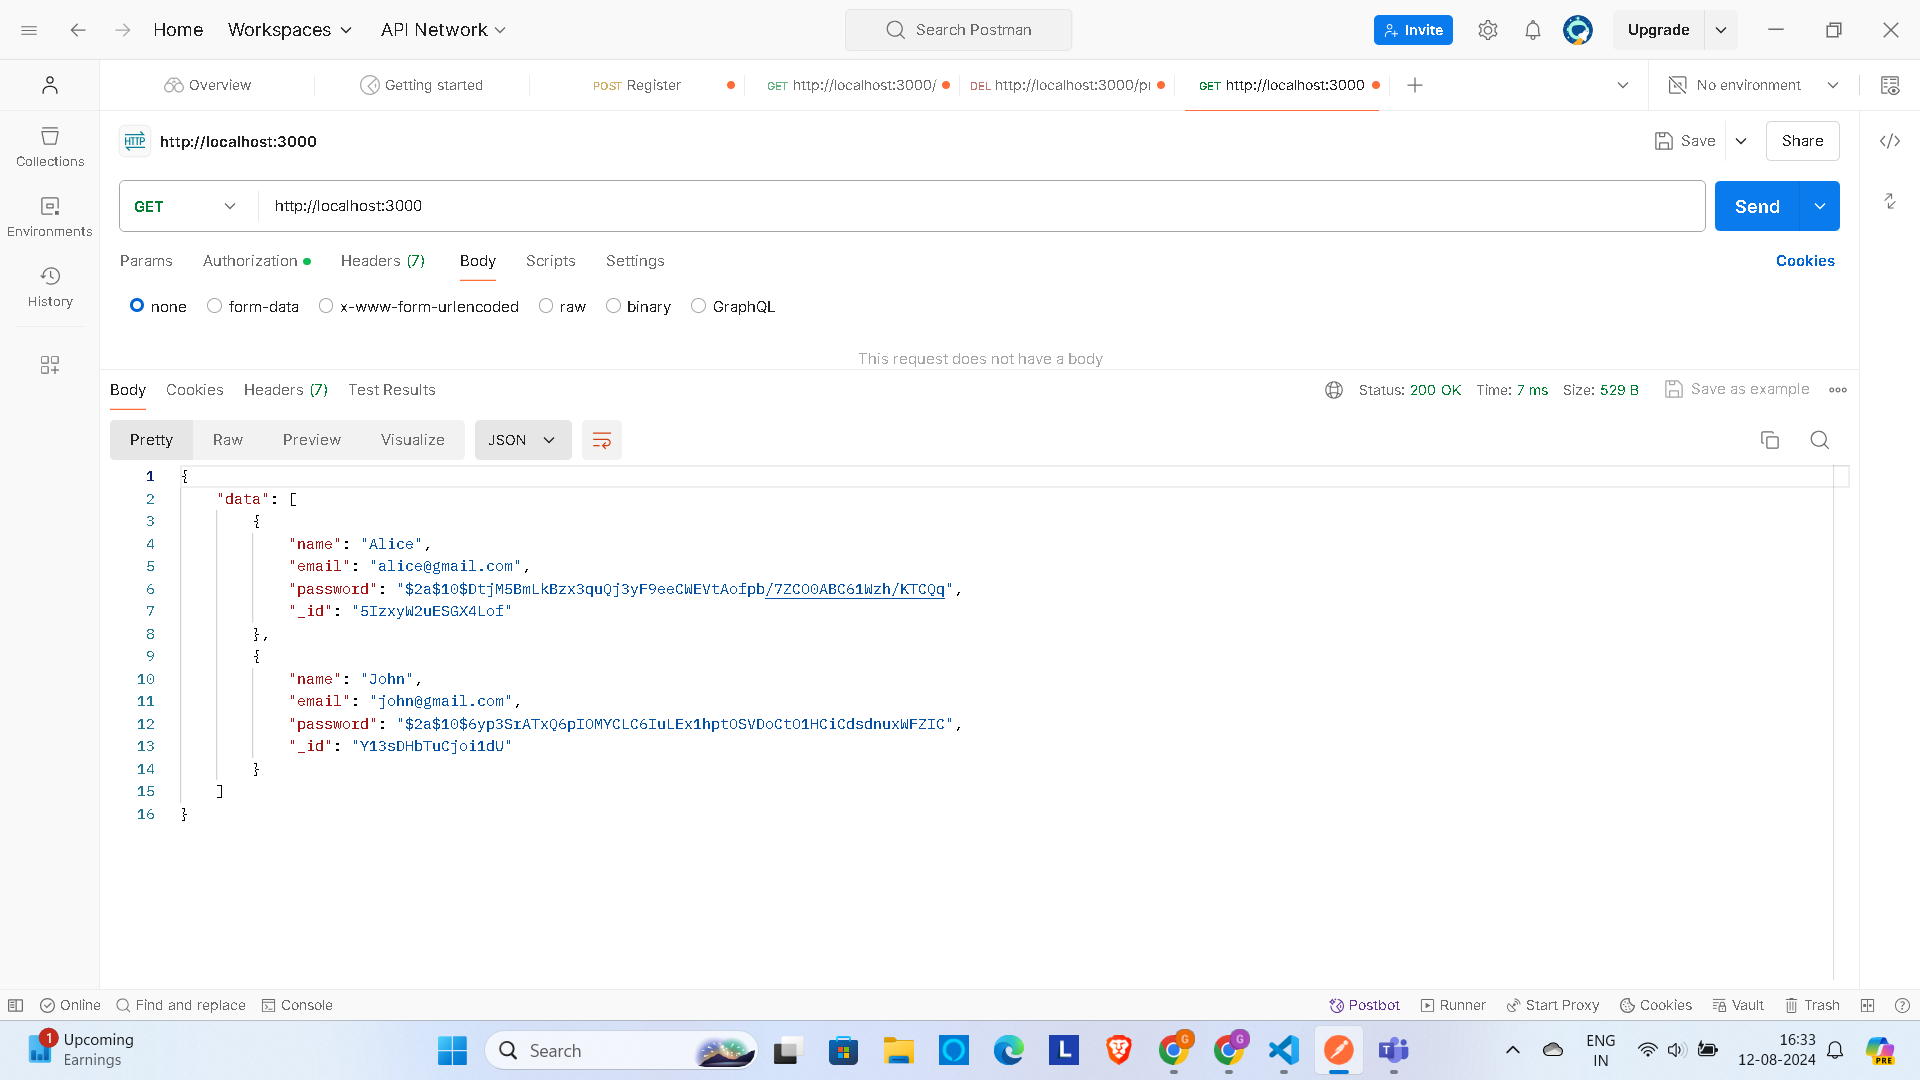 Home Workspaces API Network Search Postman Invite Upgrade
Overview Getting started POST Register GET http://localhost:3000/ DEL http://localhost:3000/pr GET http://localhost:3000 No environment
HTTP http://localhost:3000 Save Share
GET http://localhost:3000 Send
Params Authorization Headers (7) Body Scripts Settings Cookies
none form-data x-www-form-urlencoded raw binary GraphQL
This request does not have a body
Collections
Environments
History
Body Cookies Headers (7) Test Results Status: 200 OK Time: 7 ms Size: 529 B Save as example
Pretty Raw Preview Visualize JSON
1 {
2 "data": [
3 {
4 "name": "Alice",
5 "email": "alice@gmail.com",
6 "password": "$2a$10$DtjM5BmLkBzx3quQj3yF9eeCWEVtAofpb/7ZCO0ABC61Wzh/KTCQq",
7 "_id": "5IzxyW2uESGX4Lof"
8 },
9 {
10 "name": "John",
11 "email": "john@gmail.com",
12 "password": "$2a$10$6yp3SrATxQ6pIOMYCLC6IuLEx1hptOSVDoCtO1HCiCdsdnuxWFZIC",
13 "_id": "Y13sDHbTuCjoi1dU"
14 }
15 ]
16 }
Online Find and replace Console Postbot Runner Start Proxy Cookies Vault Trash
1 Upcoming
Earnings
Search
L
G
G
ENG
IN
16:33
12-08-2024
PRE